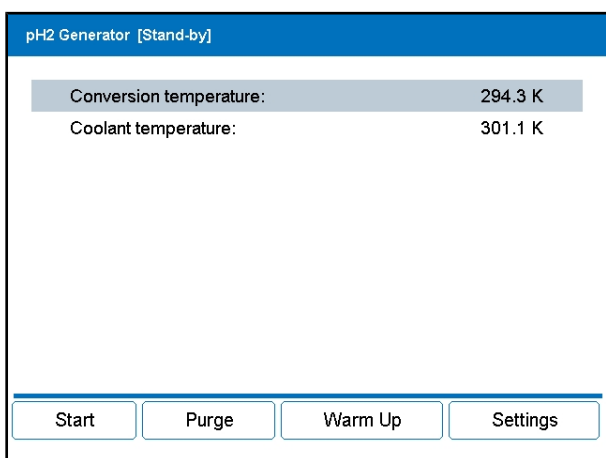 pH2 Generator [Stand-by]
Conversion temperature: 294.3 K
Coolant temperature: 301.1 K
Start Purge Warm Up Settings